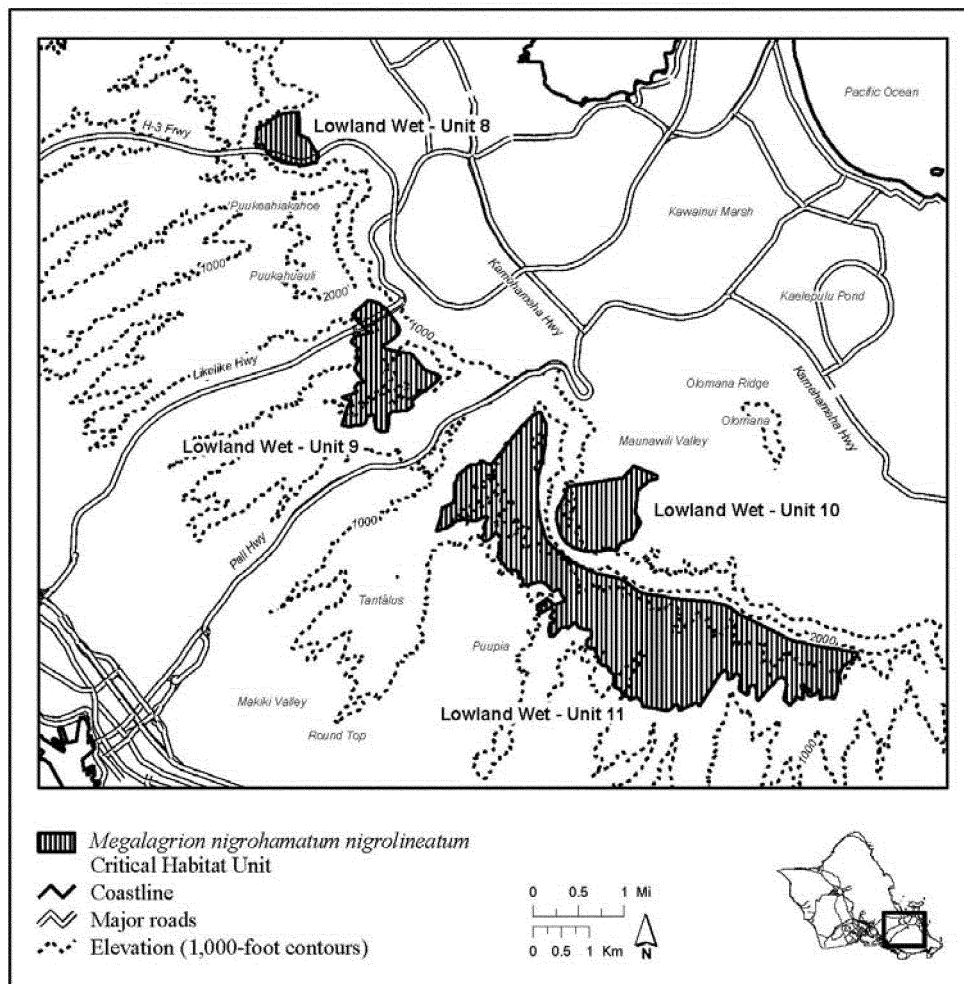 Pacific Ocean
Lowland Wet - Unit 8
H-3 Frwy
Puukeahiakahoe
Kawainui Marsh
1000
Puukahuauli
2000
Kamehameha Hwy
Kaelepulu Pond
1000
Likelike Hwy
Olomana Ridge
Kamehameha Hwy
Olomana
Lowland Wet - Unit 9
Maunawili Valley
Lowland Wet - Unit 10
1000
Pali Hwy
Tantalus
2000
Puupia
Makiki Valley
Lowland Wet - Unit 11
Round Top
1000
Megalagrion nigrohamatum nigrolineatum
Critical Habitat Unit
Coastline
Major roads
Elevation (1,000-foot contours)
0 0.5 1 Mi
0 0.5 1 Km
N